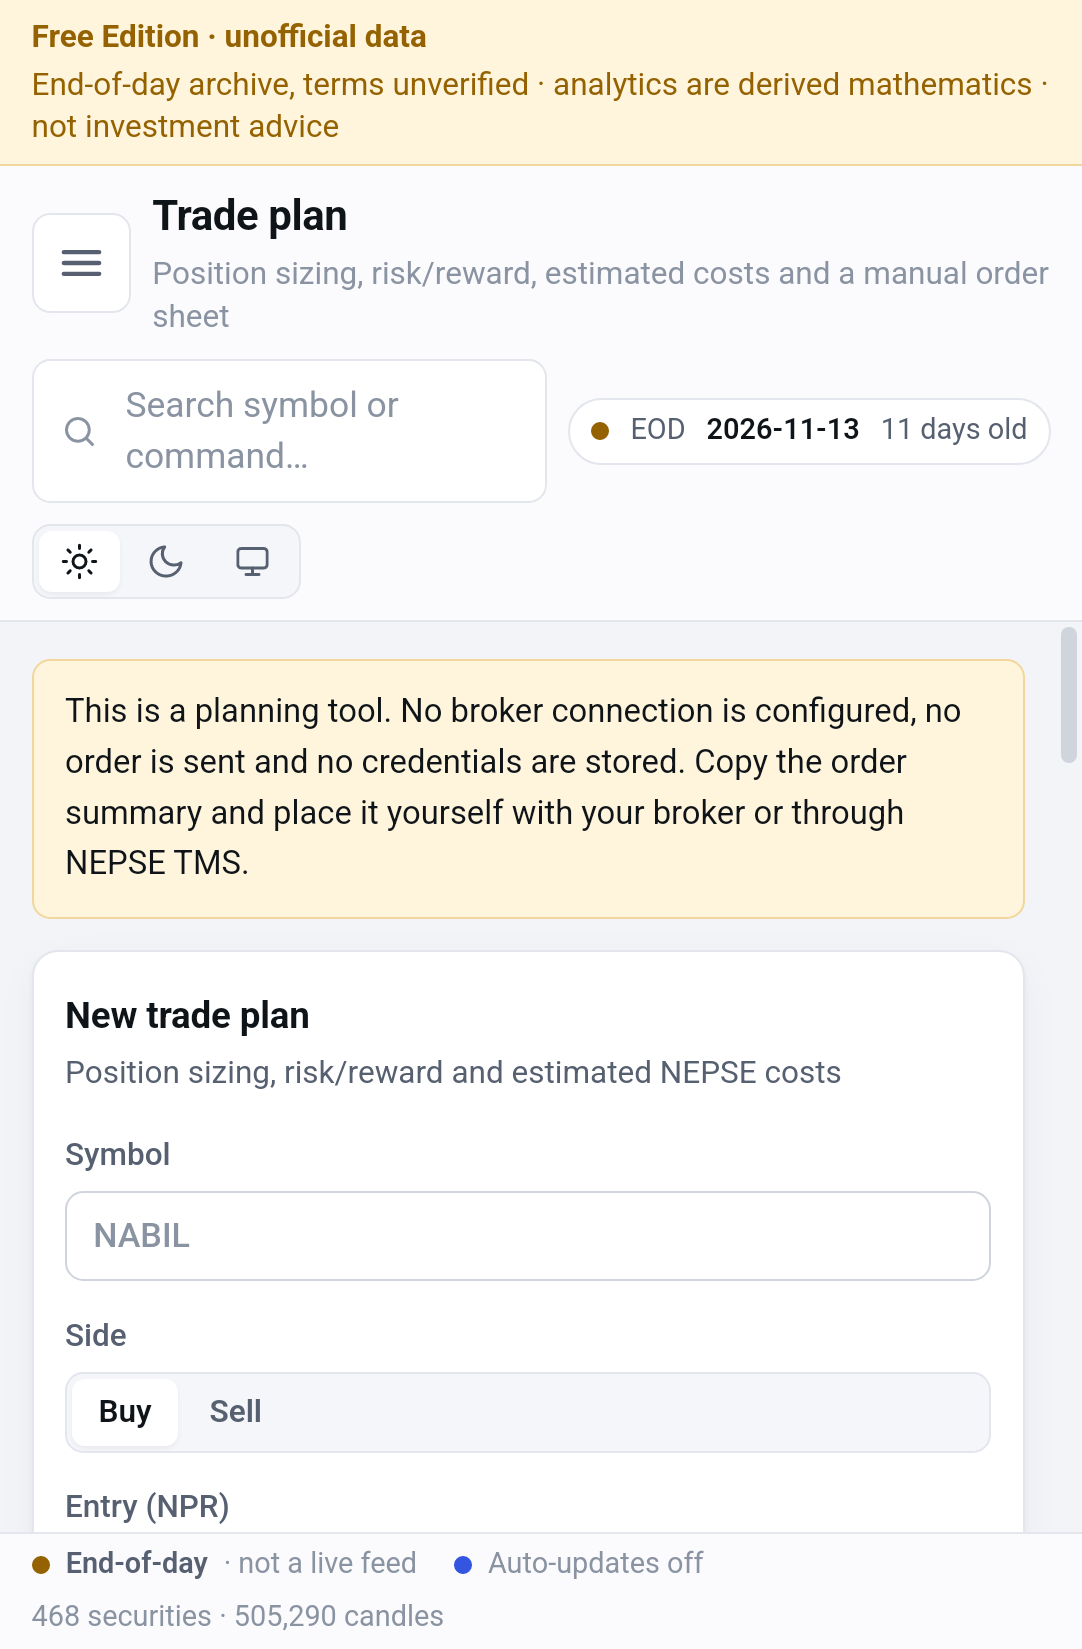 Free Edition · unofficial data
End-of-day archive, terms unverified · analytics are derived mathematics ·
not investment advice
Trade plan
Position sizing, risk/reward, estimated costs and a manual order
sheet
Search symbol or
command…
EOD 2026-11-13 11 days old
This is a planning tool. No broker connection is configured, no
order is sent and no credentials are stored. Copy the order
summary and place it yourself with your broker or through
NEPSE TMS.
New trade plan
Position sizing, risk/reward and estimated NEPSE costs
Symbol
NABIL
Side
Buy Sell
Entry (NPR)
End-of-day · not a live feed Auto-updates off
468 securities · 505,290 candles